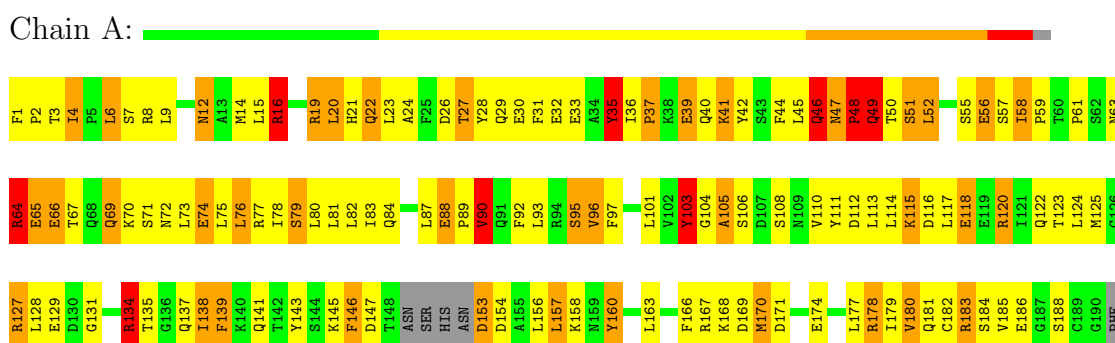 Chain A:
F1 P2 T3 I4 P5 L6 S7 R8 L9 N12 A13 M14 L15 R16 R19 L20 H21 Q22 L23 A24 F25 D26 T27 Y28 Q29 E30 F31 E32 E33 A34 Y35 I36 P37 K38 E39 Q40 K41 Y42 S43 F44 L45 Q46 N47 P48 Q49 T50 S51 L52 S55 E56 S57 I58 P59 T60 P61 S62 N63
R64 E65 E66 T67 Q68 Q69 K70 S71 N72 L73 E74 L75 L76 R77 I78 S79 L80 L81 L82 I83 Q84 L87 E88 P89 V90 Q91 F92 L93 R94 S95 V96 F97 L101 V102 Y103 G104 A105 S106 D107 S108 N109 V110 Y111 D112 L113 L114 K115 D116 L117 E118 E119 R120 I121 Q122 T123 L124 M125 G126
R127 L128 E129 D130 G131 R134 T135 G136 Q137 I138 F139 K140 Q141 T142 Y143 S144 K145 F146 D147 T148 ASN SER HIS ASN D153 D154 A155 L156 L157 K158 N159 Y160 L163 F166 R167 K168 D169 M170 D171 E174 L177 R178 I179 V180 Q181 C182 R183 S184 V185 E186 G187 S188 C189 G190 PHE